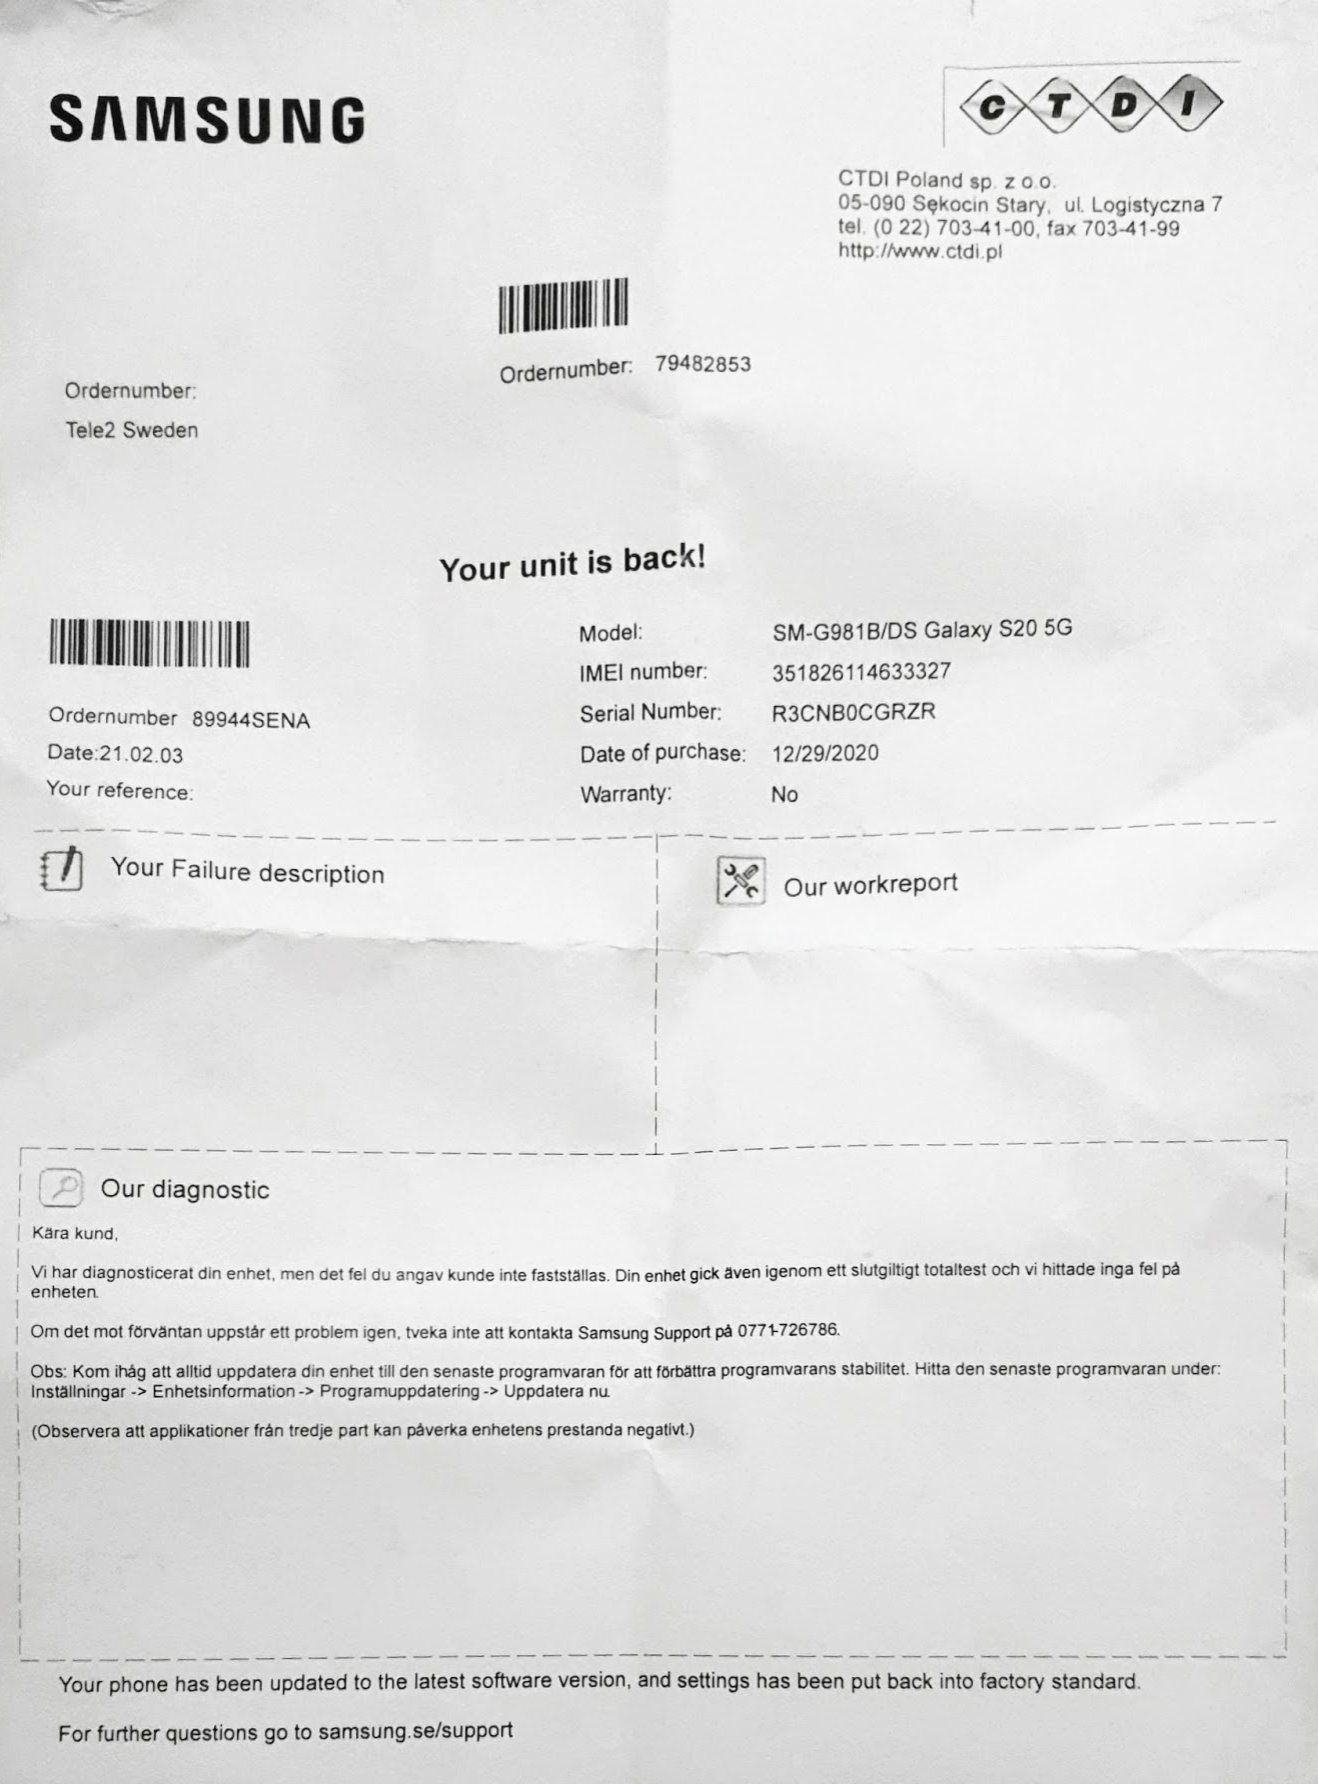 SAMSUNG
C T D I
CTDI Poland sp. z o.o.
05-090 Sękocin Stary, ul. Logistyczna 7
tel. (0 22) 703-41-00, fax 703-41-99
http://www.ctdi.pl
Ordernumber: 79482853
Ordernumber:
Tele2 Sweden
Your unit is back!
Model: SM-G981B/DS Galaxy S20 5G
IMEI number: 351826114633327
Serial Number: R3CNB0CGRZR
Date of purchase: 12/29/2020
Warranty: No
Ordernumber 89944SENA
Date:21.02.03
Your reference:
Your Failure description
Our workreport
Our diagnostic
Kära kund,
Vi har diagnosticerat din enhet, men det fel du angav kunde inte fastställas. Din enhet gick även igenom ett slutgiltigt totaltest och vi hittade inga fel på
enheten.
Om det mot förväntan uppstår ett problem igen, tveka inte att kontakta Samsung Support på 0771-726786.
Obs: Kom ihåg att alltid uppdatera din enhet till den senaste programvaran för att förbättra programvarans stabilitet. Hitta den senaste programvaran under:
Inställningar -> Enhetsinformation -> Programuppdatering -> Uppdatera nu.
(Observera att applikationer från tredje part kan påverka enhetens prestanda negativt.)
Your phone has been updated to the latest software version, and settings has been put back into factory standard.
For further questions go to samsung.se/support